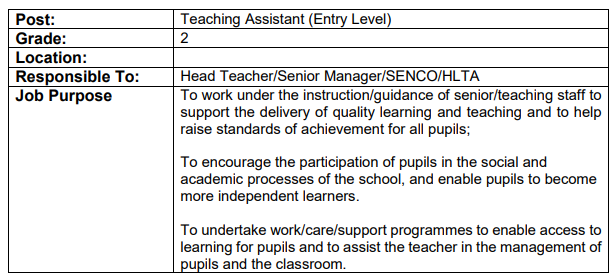 Post: Teaching Assistant (Entry Level)
Grade: 2
Location:
Responsible To: Head Teacher/Senior Manager/SENCO/HLTA
Job Purpose To work under the instruction/guidance of senior/teaching staff to
support the delivery of quality learning and teaching and to help
raise standards of achievement for all pupils;
To encourage the participation of pupils in the social and
academic processes of the school, and enable pupils to become
more independent learners.
To undertake work/care/support programmes to enable access to
learning for pupils and to assist the teacher in the management of
pupils and the classroom.